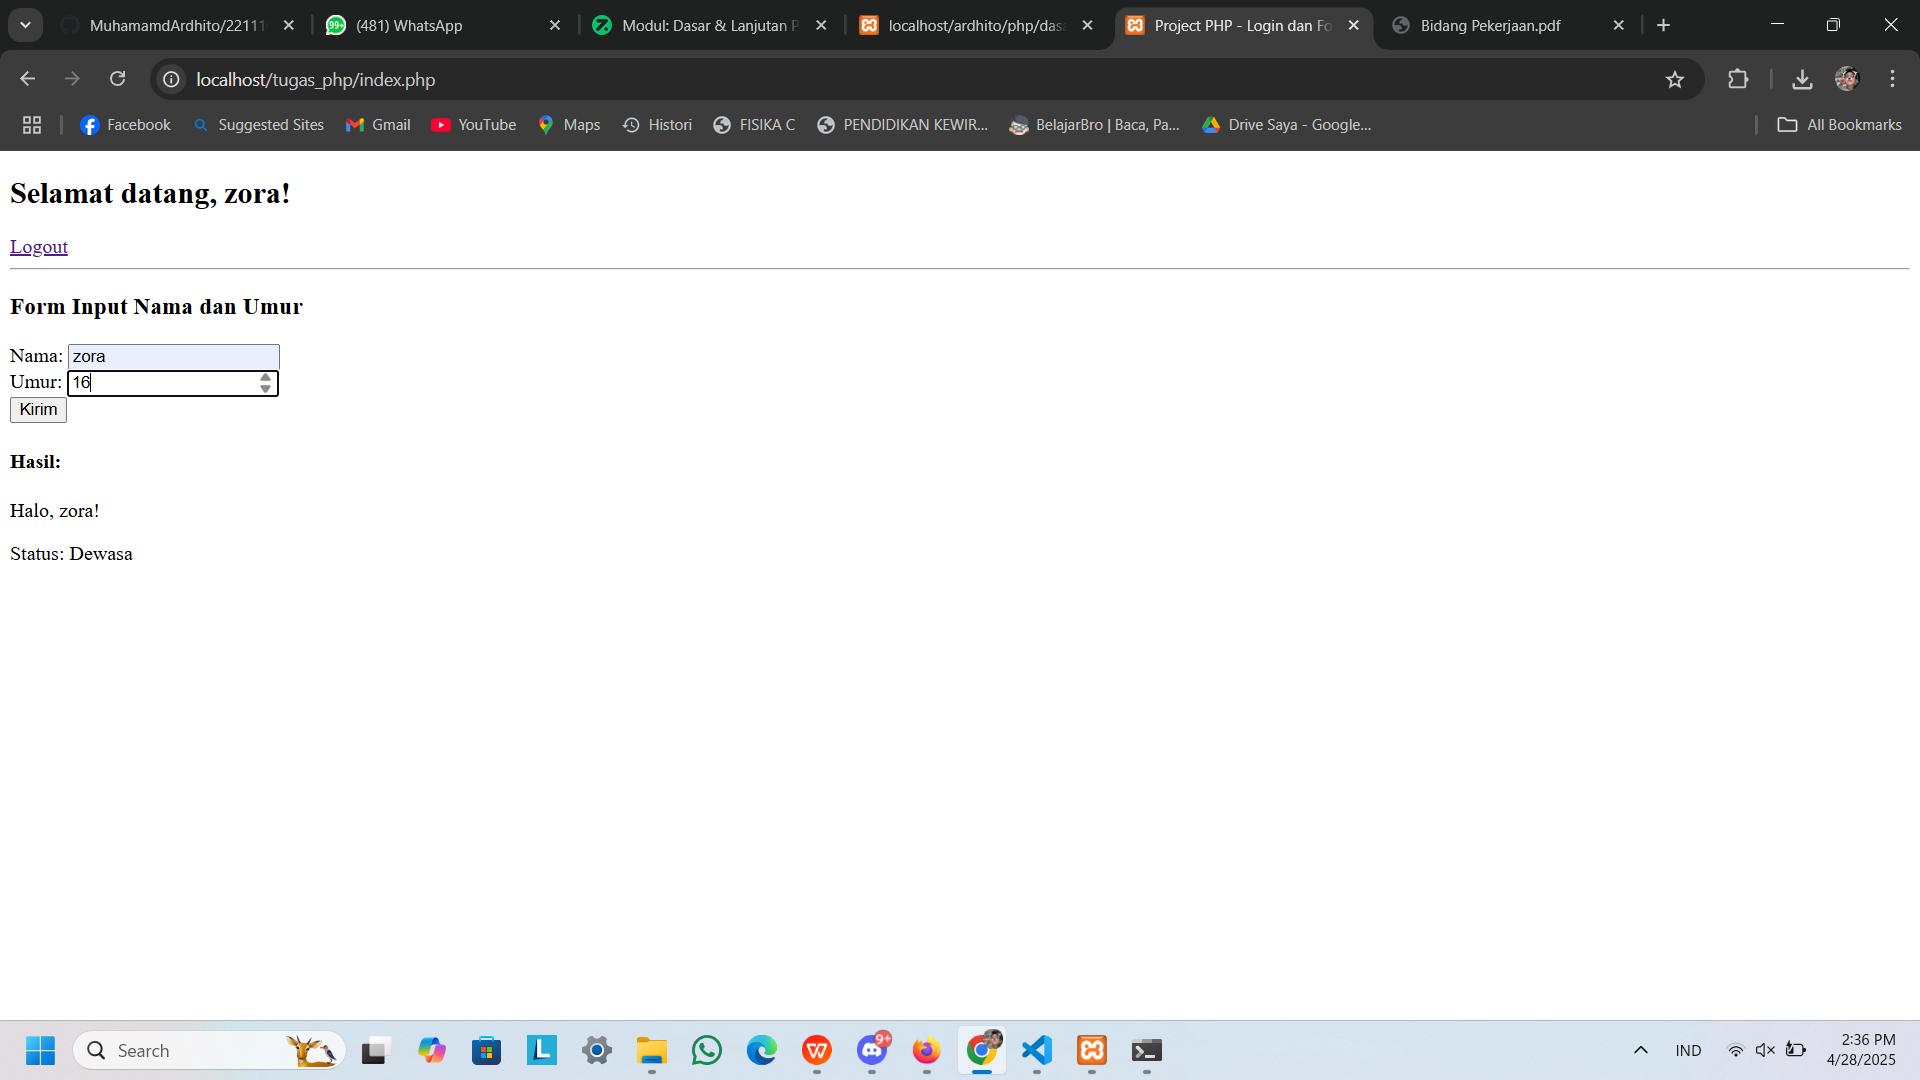 MuhamamdArdhito/22111
(481) WhatsApp
Modul: Dasar & Lanjutan P
localhost/ardhito/php/das
Project PHP - Login dan Fo
Bidang Pekerjaan.pdf
localhost/tugas_php/index.php
Facebook
Suggested Sites
Gmail
YouTube
Maps
Histori
FISIKA C
PENDIDIKAN KEWIR...
BelajarBro | Baca, Pa...
Drive Saya - Google...
All Bookmarks
Selamat datang, zora!
Logout
Form Input Nama dan Umur
Nama: zora
Umur: 16
Kirim
Hasil:
Halo, zora!
Status: Dewasa
Search
9+
IND
2:36 PM
4/28/2025